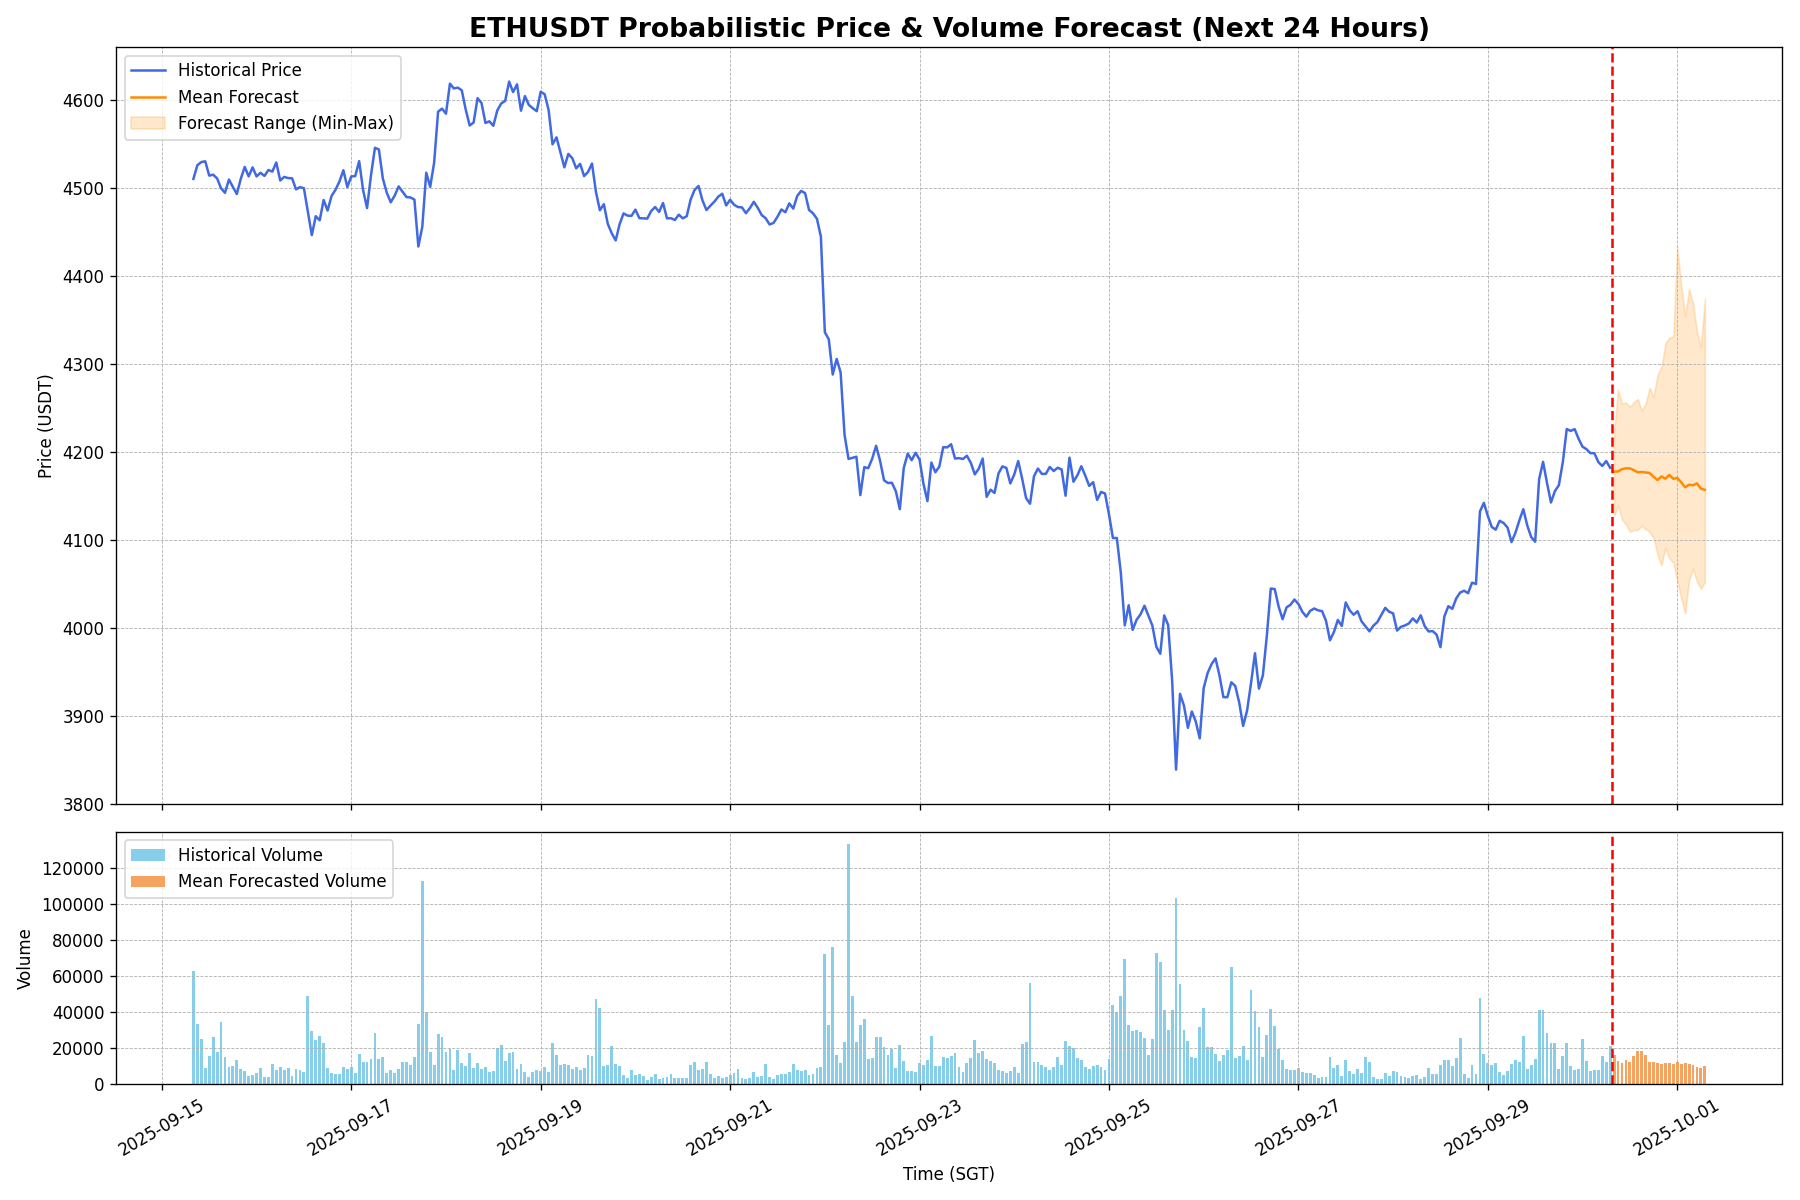 ETHUSDT Probabilistic Price & Volume Forecast (Next 24 Hours)
Historical Price
Mean Forecast
Forecast Range (Min-Max)
4600
4500
4400
4300
4200
4100
4000
3900
3800
Price (USDT)
Historical Volume
Mean Forecasted Volume
120000
100000
80000
60000
40000
20000
0
Volume
2025-09-15
2025-09-17
2025-09-19
2025-09-21
2025-09-23
2025-09-25
2025-09-27
2025-09-29
2025-10-01
Time (SGT)